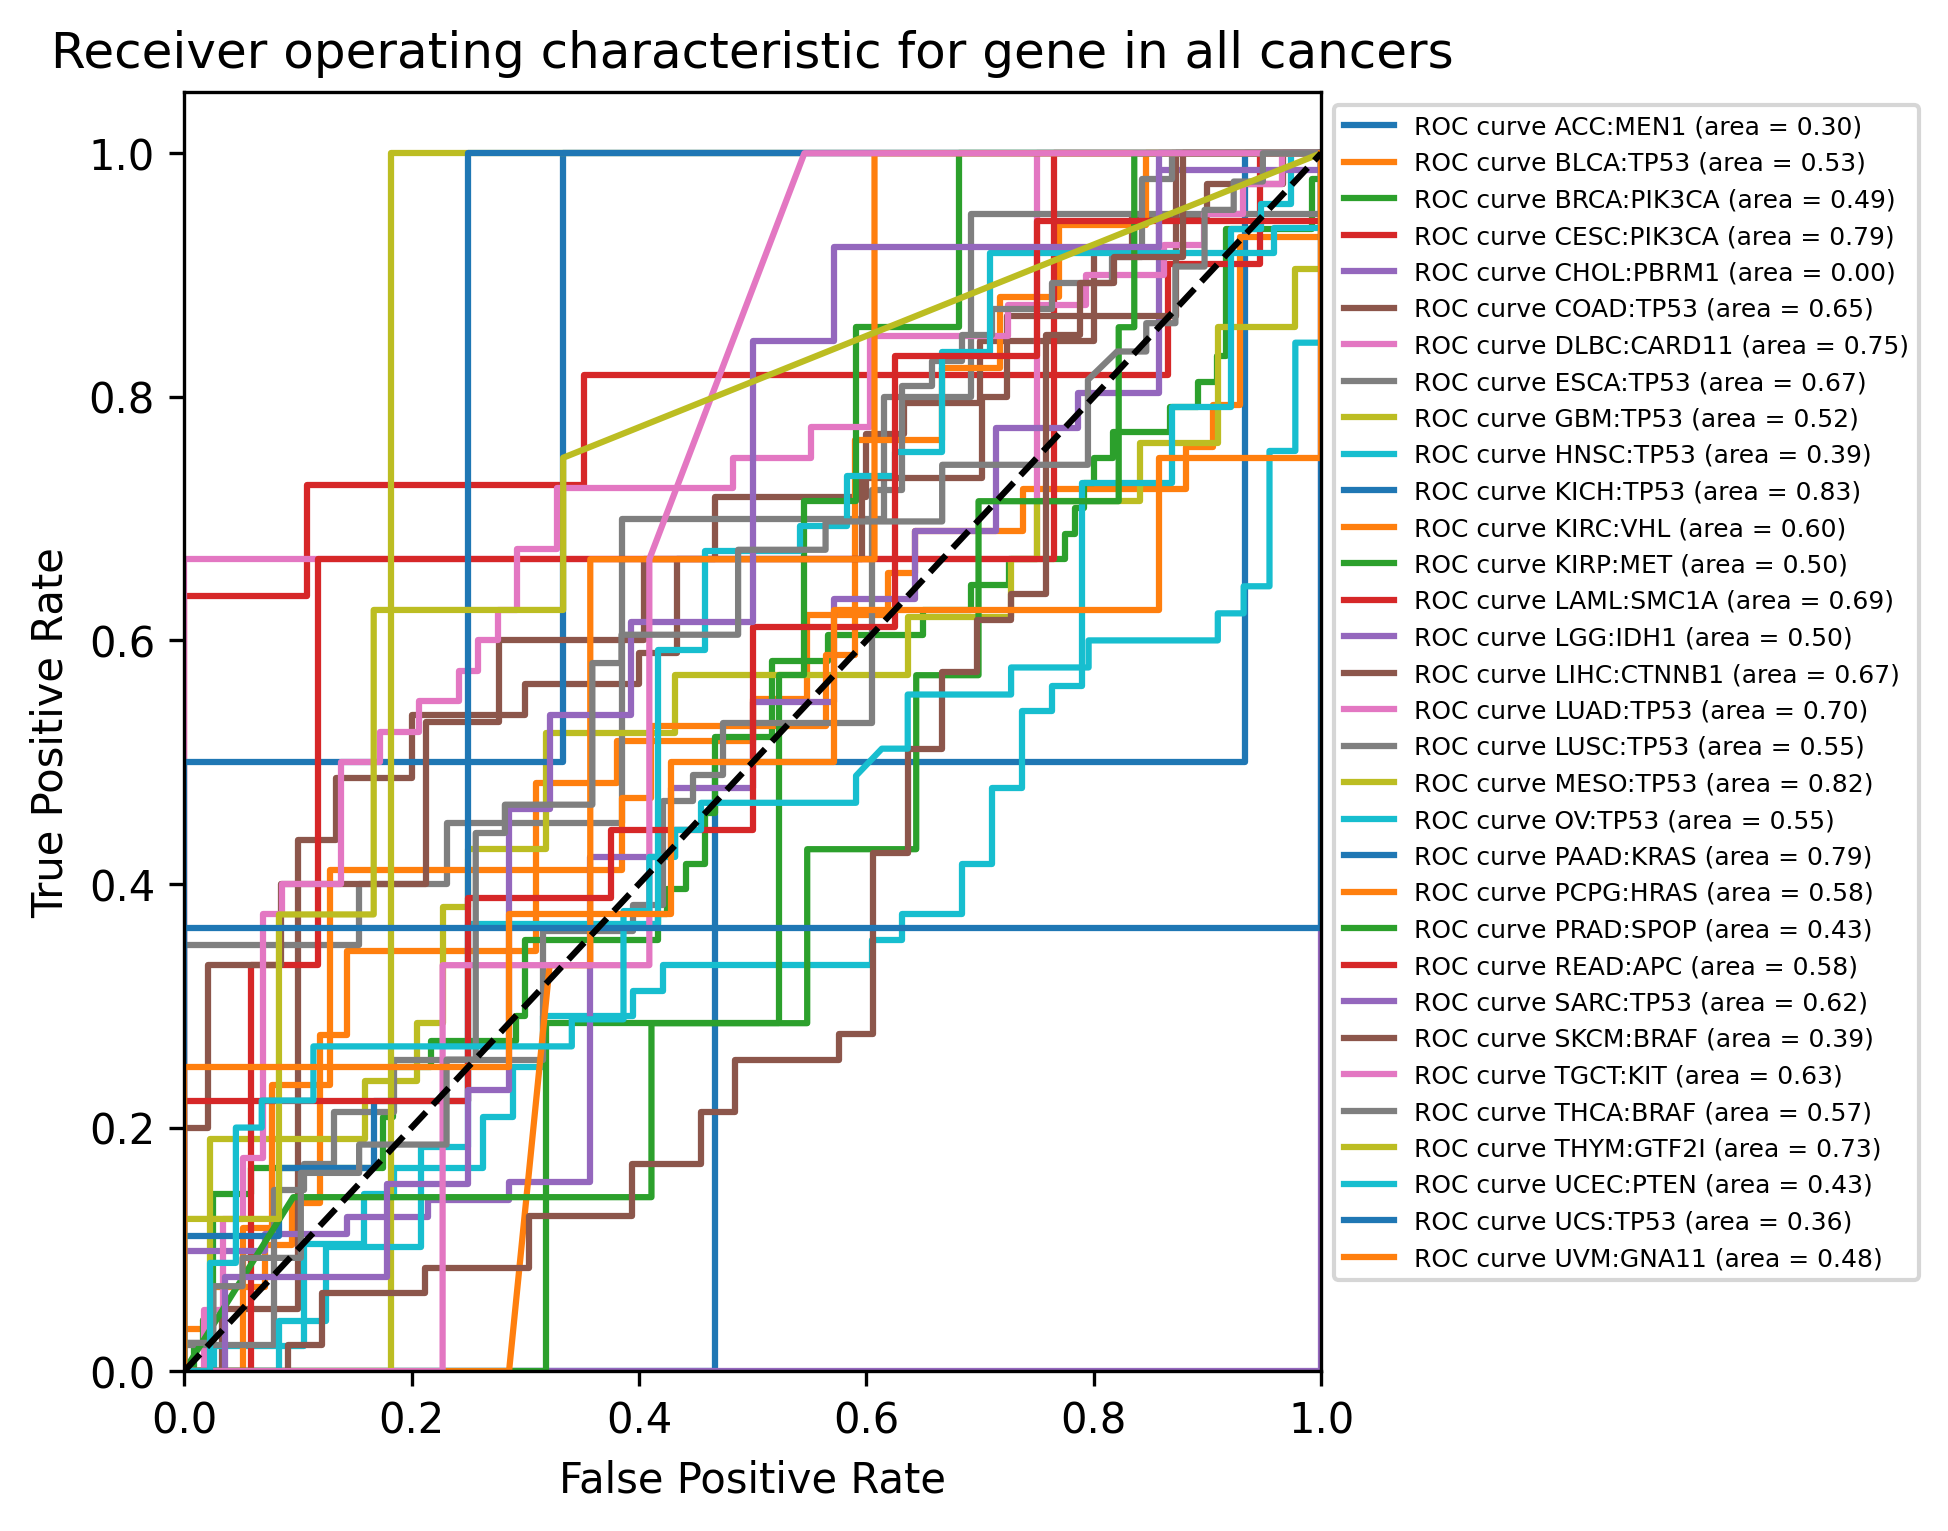 Receiver operating characteristic for gene in all cancers
1.0
0.8
0.6
0.4
0.2
0.0
True Positive Rate
0.0 0.2 0.4 0.6 0.8 1.0
False Positive Rate
ROC curve ACC:MEN1 (area = 0.30)
ROC curve BLCA:TP53 (area = 0.53)
ROC curve BRCA:PIK3CA (area = 0.49)
ROC curve CESC:PIK3CA (area = 0.79)
ROC curve CHOL:PBRM1 (area = 0.00)
ROC curve COAD:TP53 (area = 0.65)
ROC curve DLBC:CARD11 (area = 0.75)
ROC curve ESCA:TP53 (area = 0.67)
ROC curve GBM:TP53 (area = 0.52)
ROC curve HNSC:TP53 (area = 0.39)
ROC curve KICH:TP53 (area = 0.83)
ROC curve KIRC:VHL (area = 0.60)
ROC curve KIRP:MET (area = 0.50)
ROC curve LAML:SMC1A (area = 0.69)
ROC curve LGG:IDH1 (area = 0.50)
ROC curve LIHC:CTNNB1 (area = 0.67)
ROC curve LUAD:TP53 (area = 0.70)
ROC curve LUSC:TP53 (area = 0.55)
ROC curve MESO:TP53 (area = 0.82)
ROC curve OV:TP53 (area = 0.55)
ROC curve PAAD:KRAS (area = 0.79)
ROC curve PCPG:HRAS (area = 0.58)
ROC curve PRAD:SPOP (area = 0.43)
ROC curve READ:APC (area = 0.58)
ROC curve SARC:TP53 (area = 0.62)
ROC curve SKCM:BRAF (area = 0.39)
ROC curve TGCT:KIT (area = 0.63)
ROC curve THCA:BRAF (area = 0.57)
ROC curve THYM:GTF2I (area = 0.73)
ROC curve UCEC:PTEN (area = 0.43)
ROC curve UCS:TP53 (area = 0.36)
ROC curve UVM:GNA11 (area = 0.48)